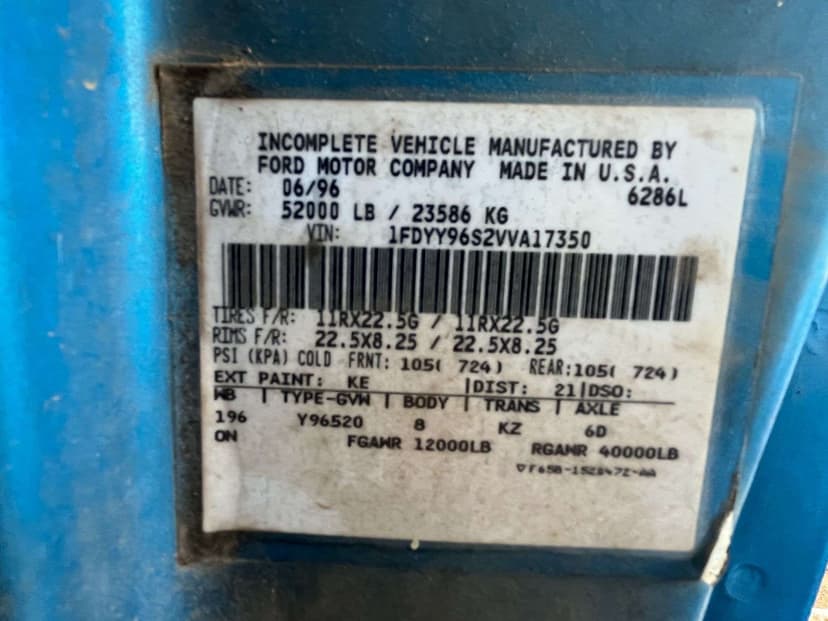 INCOMPLETE VEHICLE MANUFACTURED BY
FORD MOTOR COMPANY MADE IN U.S.A.
DATE: 06/96 6286L
GVWR: 52000 LB / 23586 KG
VIN: 1FDYY96S2VVA17350
TIRES F/R: 11RX22.5G / 11RX22.5G
RIMS F/R: 22.5X8.25 / 22.5X8.25
PSI (KPA) COLD FRNT: 105( 724) REAR:105( 724)
EXT PAINT: KE |DIST: 21|DSO:
WB | TYPE-GVW | BODY | TRANS | AXLE
196 Y96520 8 KZ 6D
ON FGAWR 12000LB RGAWR 40000LB